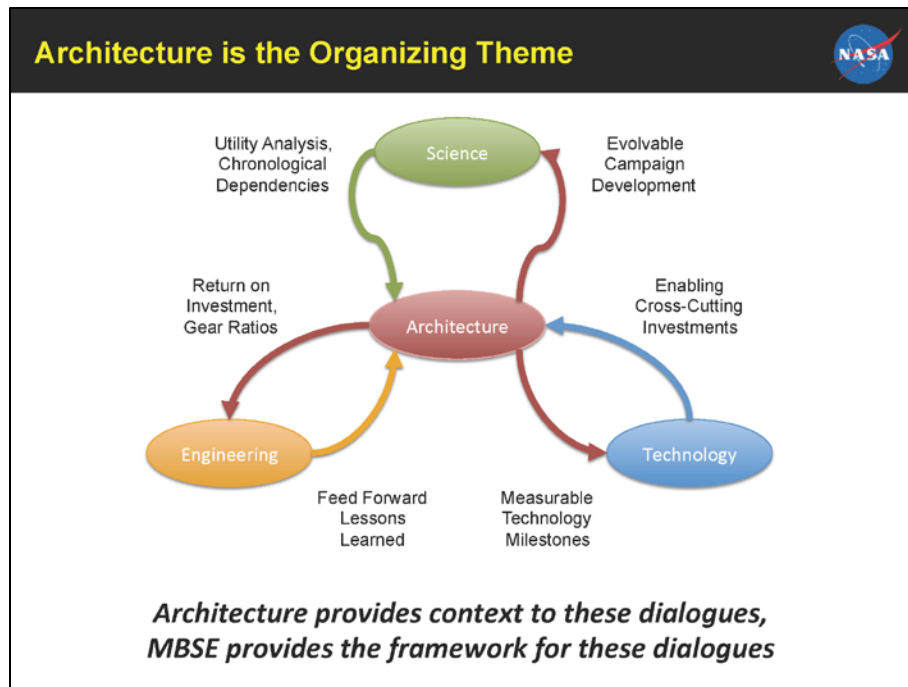 Architecture is the Organizing Theme
NASA
Utility Analysis,
Chronological
Dependencies
Science
Evolvable
Campaign
Development
Return on
Investment,
Gear Ratios
Architecture
Enabling
Cross-Cutting
Investments
Engineering
Technology
Feed Forward
Lessons
Learned
Measurable
Technology
Milestones
Architecture provides context to these dialogues,
MBSE provides the framework for these dialogues